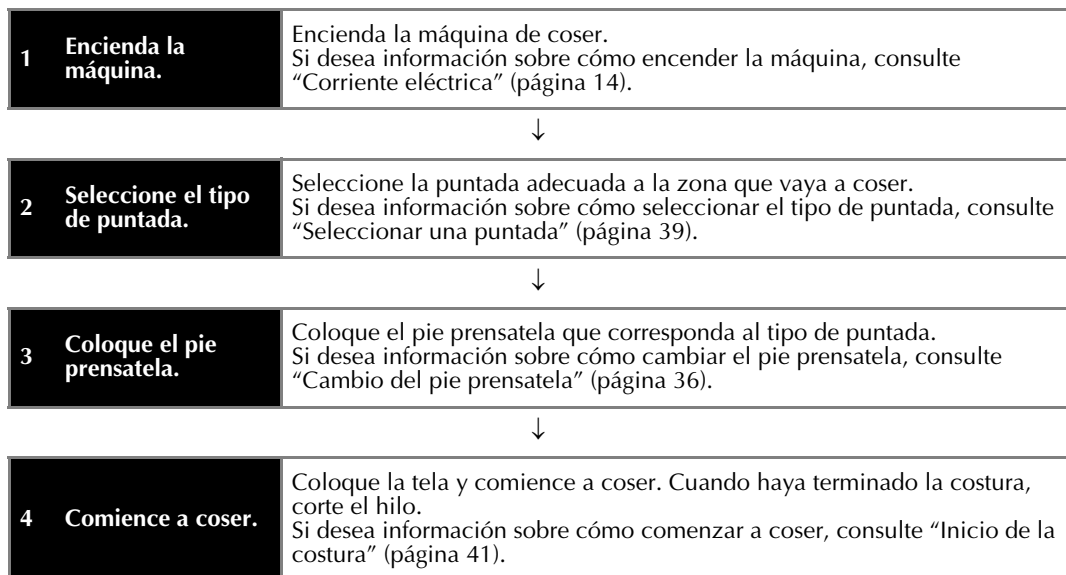 1 Encienda la máquina.
Encienda la máquina de coser.
Si desea información sobre cómo encender la máquina, consulte
“Corriente eléctrica” (página 14).
↓
2 Seleccione el tipo de puntada.
Seleccione la puntada adecuada a la zona que vaya a coser.
Si desea información sobre cómo seleccionar el tipo de puntada, consulte
“Seleccionar una puntada” (página 39).
↓
3 Coloque el pie prensatela.
Coloque el pie prensatela que corresponda al tipo de puntada.
Si desea información sobre cómo cambiar el pie prensatela, consulte
“Cambio del pie prensatela” (página 36).
↓
4 Comience a coser.
Coloque la tela y comience a coser. Cuando haya terminado la costura,
corte el hilo.
Si desea información sobre cómo comenzar a coser, consulte “Inicio de la
costura” (página 41).